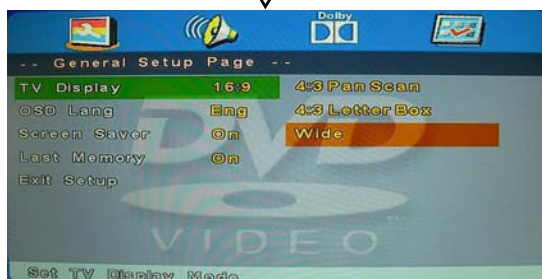 Dolby
-- General Setup Page --
TV Display 16:9 4:3 Pan Scan
OSD Lang Eng 4:3 Letter Box
Screen Saver On Wide
Last Memory On
Exit Setup
DVD
VIDEO
Set TV Display Mode